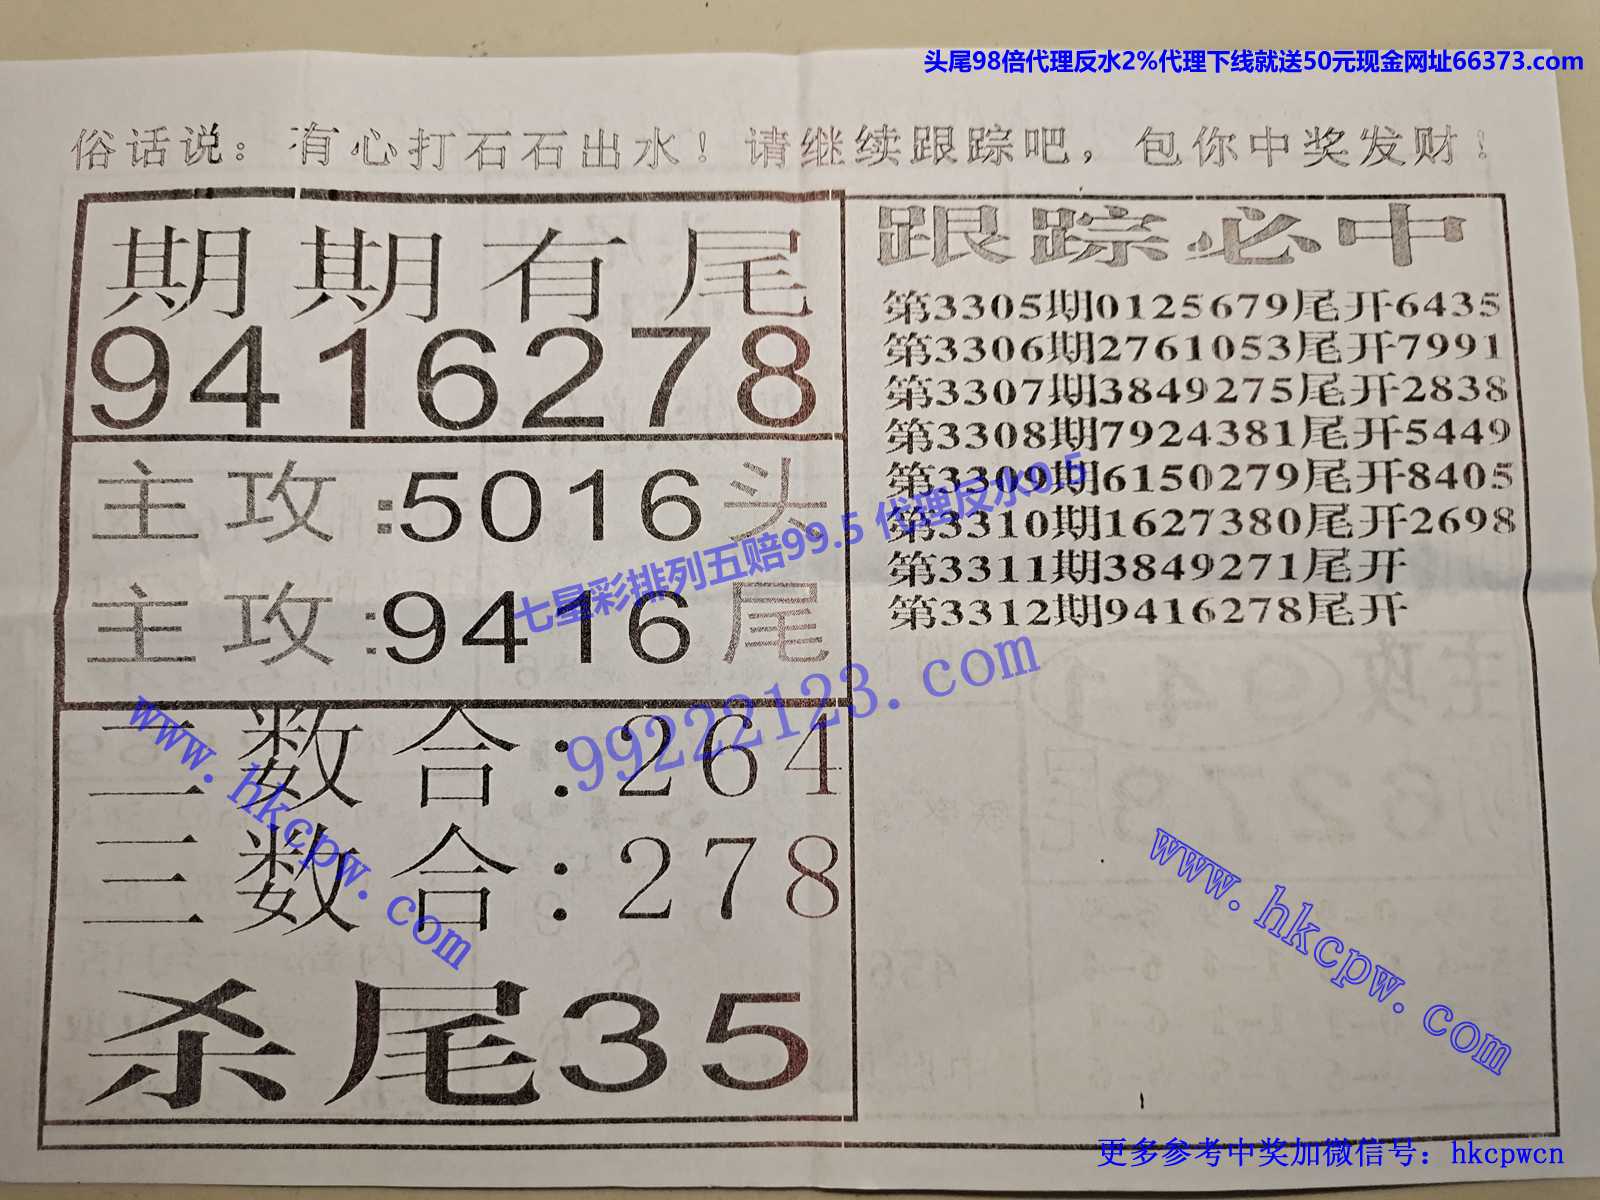 头尾98倍代理反水2%代理下线就送50元现金网址66373.com
俗话说：有心打石石出水！请继续跟踪吧，包你中奖发财！
期期有尾
9416278
主攻:5016头
主攻:9416尾
二数合:264
三数合:278
杀尾35
跟踪必中
第3305期0125679尾开6435
第3306期2761053尾开7991
第3307期3849275尾开2838
第3308期7924381尾开5449
第3309期6150279尾开8405
第3310期1627380尾开2698
第3311期3849271尾开
第3312期9416278尾开
七星彩排列五赔99.5 代理反水0.5
99222123.com
www.hkcpw.com
www.hkcpw.com
更多参考中奖加微信号：hkcpwcn